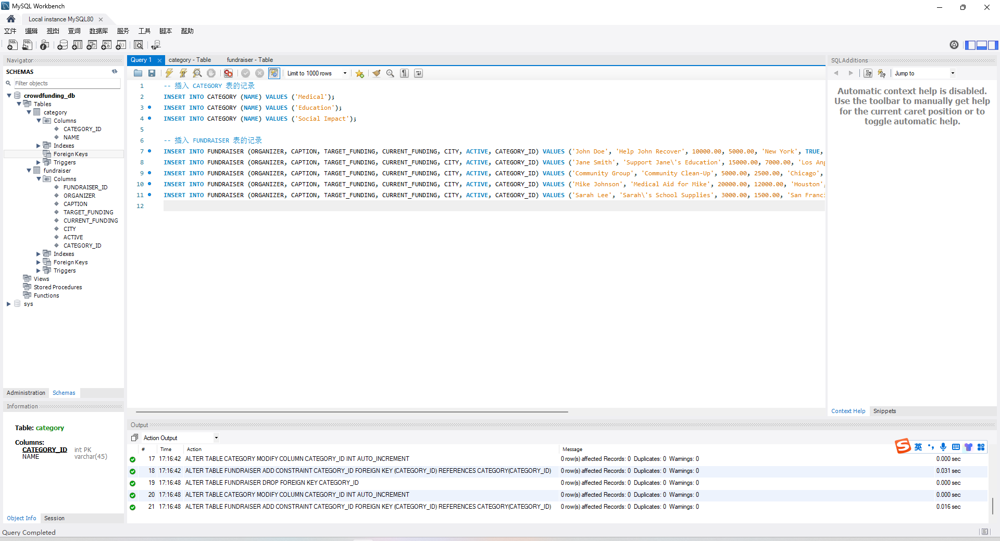 MySQL Workbench
Local instance MySQL80
文件 编辑 视图 查询 数据库 服务 工具 脚本 帮助
Navigator
SCHEMAS
Filter objects
crowdfunding_db
Tables
category
Columns
CATEGORY_ID
NAME
Indexes
Foreign Keys
Triggers
fundraiser
Columns
FUNDRAISER_ID
ORGANIZER
CAPTION
TARGET_FUNDING
CURRENT_FUNDING
CITY
ACTIVE
CATEGORY_ID
Indexes
Foreign Keys
Triggers
Views
Stored Procedures
Functions
sys
Administration Schemas
Information
Table: category
Columns:
CATEGORY_ID int PK
NAME varchar(45)
Object Info Session
Query Completed
Query 1 category - Table fundraiser - Table
Limit to 1000 rows
1 -- 插入 CATEGORY 表的记录
2 INSERT INTO CATEGORY (NAME) VALUES ('Medical');
3 INSERT INTO CATEGORY (NAME) VALUES ('Education');
4 INSERT INTO CATEGORY (NAME) VALUES ('Social Impact');
5
6 -- 插入 FUNDRAISER 表的记录
7 INSERT INTO FUNDRAISER (ORGANIZER, CAPTION, TARGET_FUNDING, CURRENT_FUNDING, CITY, ACTIVE, CATEGORY_ID) VALUES ('John Doe', 'Help John Recover', 10000.00, 5000.00, 'New York', TRUE,
8 INSERT INTO FUNDRAISER (ORGANIZER, CAPTION, TARGET_FUNDING, CURRENT_FUNDING, CITY, ACTIVE, CATEGORY_ID) VALUES ('Jane Smith', 'Support Jane\'s Education', 15000.00, 7000.00, 'Los Ang
9 INSERT INTO FUNDRAISER (ORGANIZER, CAPTION, TARGET_FUNDING, CURRENT_FUNDING, CITY, ACTIVE, CATEGORY_ID) VALUES ('Community Group', 'Community Clean-Up', 5000.00, 2500.00, 'Chicago',
10 INSERT INTO FUNDRAISER (ORGANIZER, CAPTION, TARGET_FUNDING, CURRENT_FUNDING, CITY, ACTIVE, CATEGORY_ID) VALUES ('Mike Johnson', 'Medical Aid for Mike', 20000.00, 12000.00, 'Houston',
11 INSERT INTO FUNDRAISER (ORGANIZER, CAPTION, TARGET_FUNDING, CURRENT_FUNDING, CITY, ACTIVE, CATEGORY_ID) VALUES ('Sarah Lee', 'Sarah\'s School Supplies', 3000.00, 1500.00, 'San Franci
12
SQLAdditions
Jump to
Automatic context help is disabled.
Use the toolbar to manually get help
for the current caret position or to
toggle automatic help.
Context Help Snippets
Output
Action Output
# Time Action Message
17 17:16:42 ALTER TABLE CATEGORY MODIFY COLUMN CATEGORY_ID INT AUTO_INCREMENT 0 row(s) affected Records: 0 Duplicates: 0 Warnings: 0 0.000 sec
18 17:16:42 ALTER TABLE FUNDRAISER ADD CONSTRAINT CATEGORY_ID FOREIGN KEY (CATEGORY_ID) REFERENCES CATEGORY(CATEGORY_ID) 0 row(s) affected Records: 0 Duplicates: 0 Warnings: 0 0.031 sec
19 17:16:48 ALTER TABLE FUNDRAISER DROP FOREIGN KEY CATEGORY_ID 0 row(s) affected Records: 0 Duplicates: 0 Warnings: 0 0.000 sec
20 17:16:48 ALTER TABLE CATEGORY MODIFY COLUMN CATEGORY_ID INT AUTO_INCREMENT 0 row(s) affected Records: 0 Duplicates: 0 Warnings: 0 0.000 sec
21 17:16:48 ALTER TABLE FUNDRAISER ADD CONSTRAINT CATEGORY_ID FOREIGN KEY (CATEGORY_ID) REFERENCES CATEGORY(CATEGORY_ID) 0 row(s) affected Records: 0 Duplicates: 0 Warnings: 0 0.016 sec
S 英